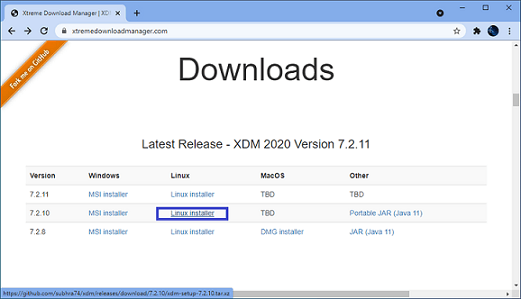 Xtreme Download Manager | XDM
xtremedownloadmanager.com
Fork me on GitHub
Downloads
Latest Release - XDM 2020 Version 7.2.11
Version Windows Linux MacOS Other
7.2.11 MSI installer Linux installer TBD TBD
7.2.10 MSI installer Linux installer TBD Portable JAR (Java 11)
7.2.8 MSI installer Linux installer DMG installer JAR (Java 11)
https://github.com/subhra74/xdm/releases/download/7.2.10/xdm-setup-7.2.10.tar.xz